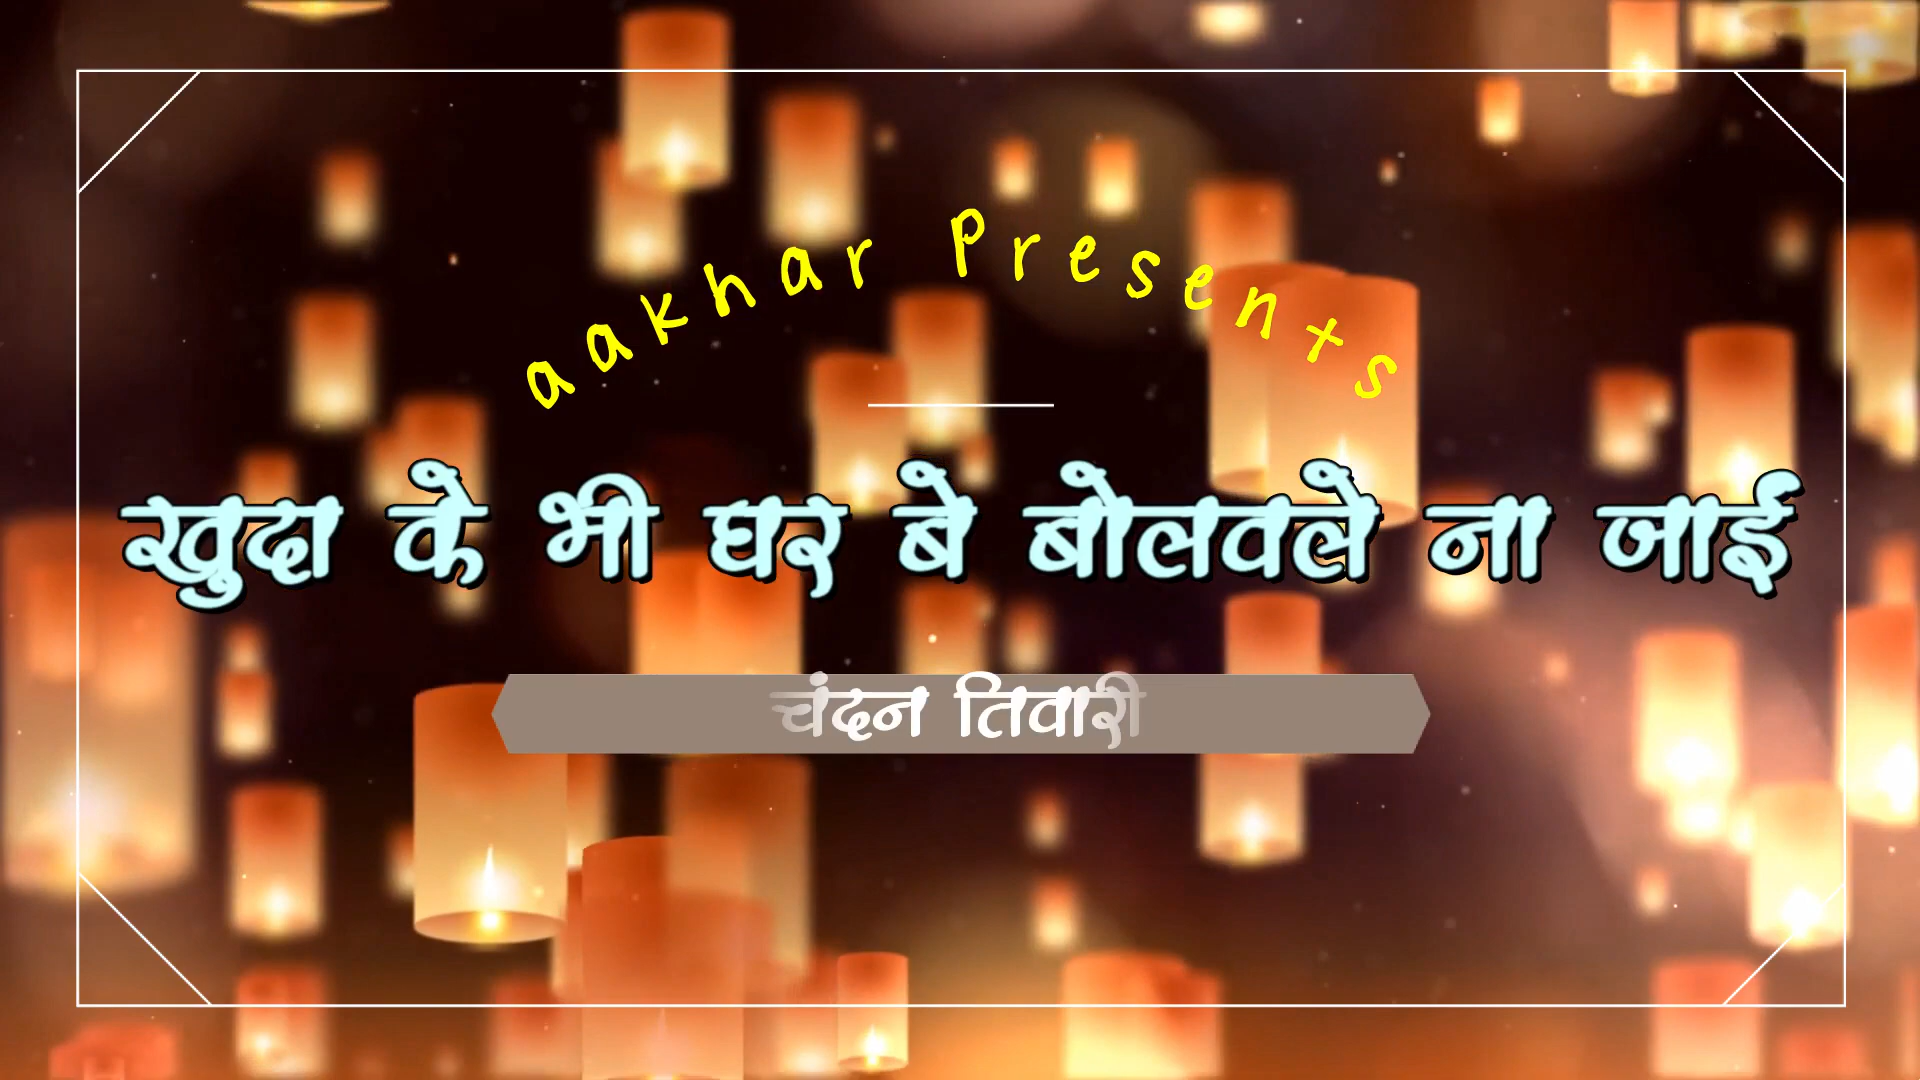 aakhar Presents
खुदा के भी घर बे बोलवले ना जाई
चंदन तिवारी